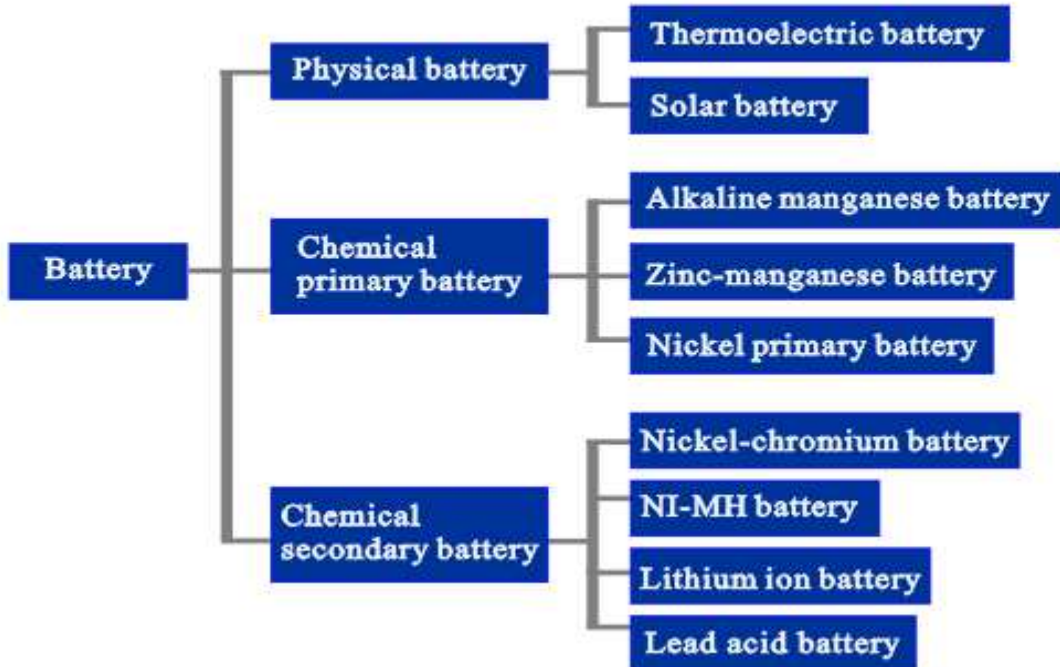 Battery
Physical battery
Thermoelectric battery
Solar battery
Chemical
primary battery
Alkaline manganese battery
Zinc-manganese battery
Nickel primary battery
Chemical
secondary battery
Nickel-chromium battery
NI-MH battery
Lithium ion battery
Lead acid battery